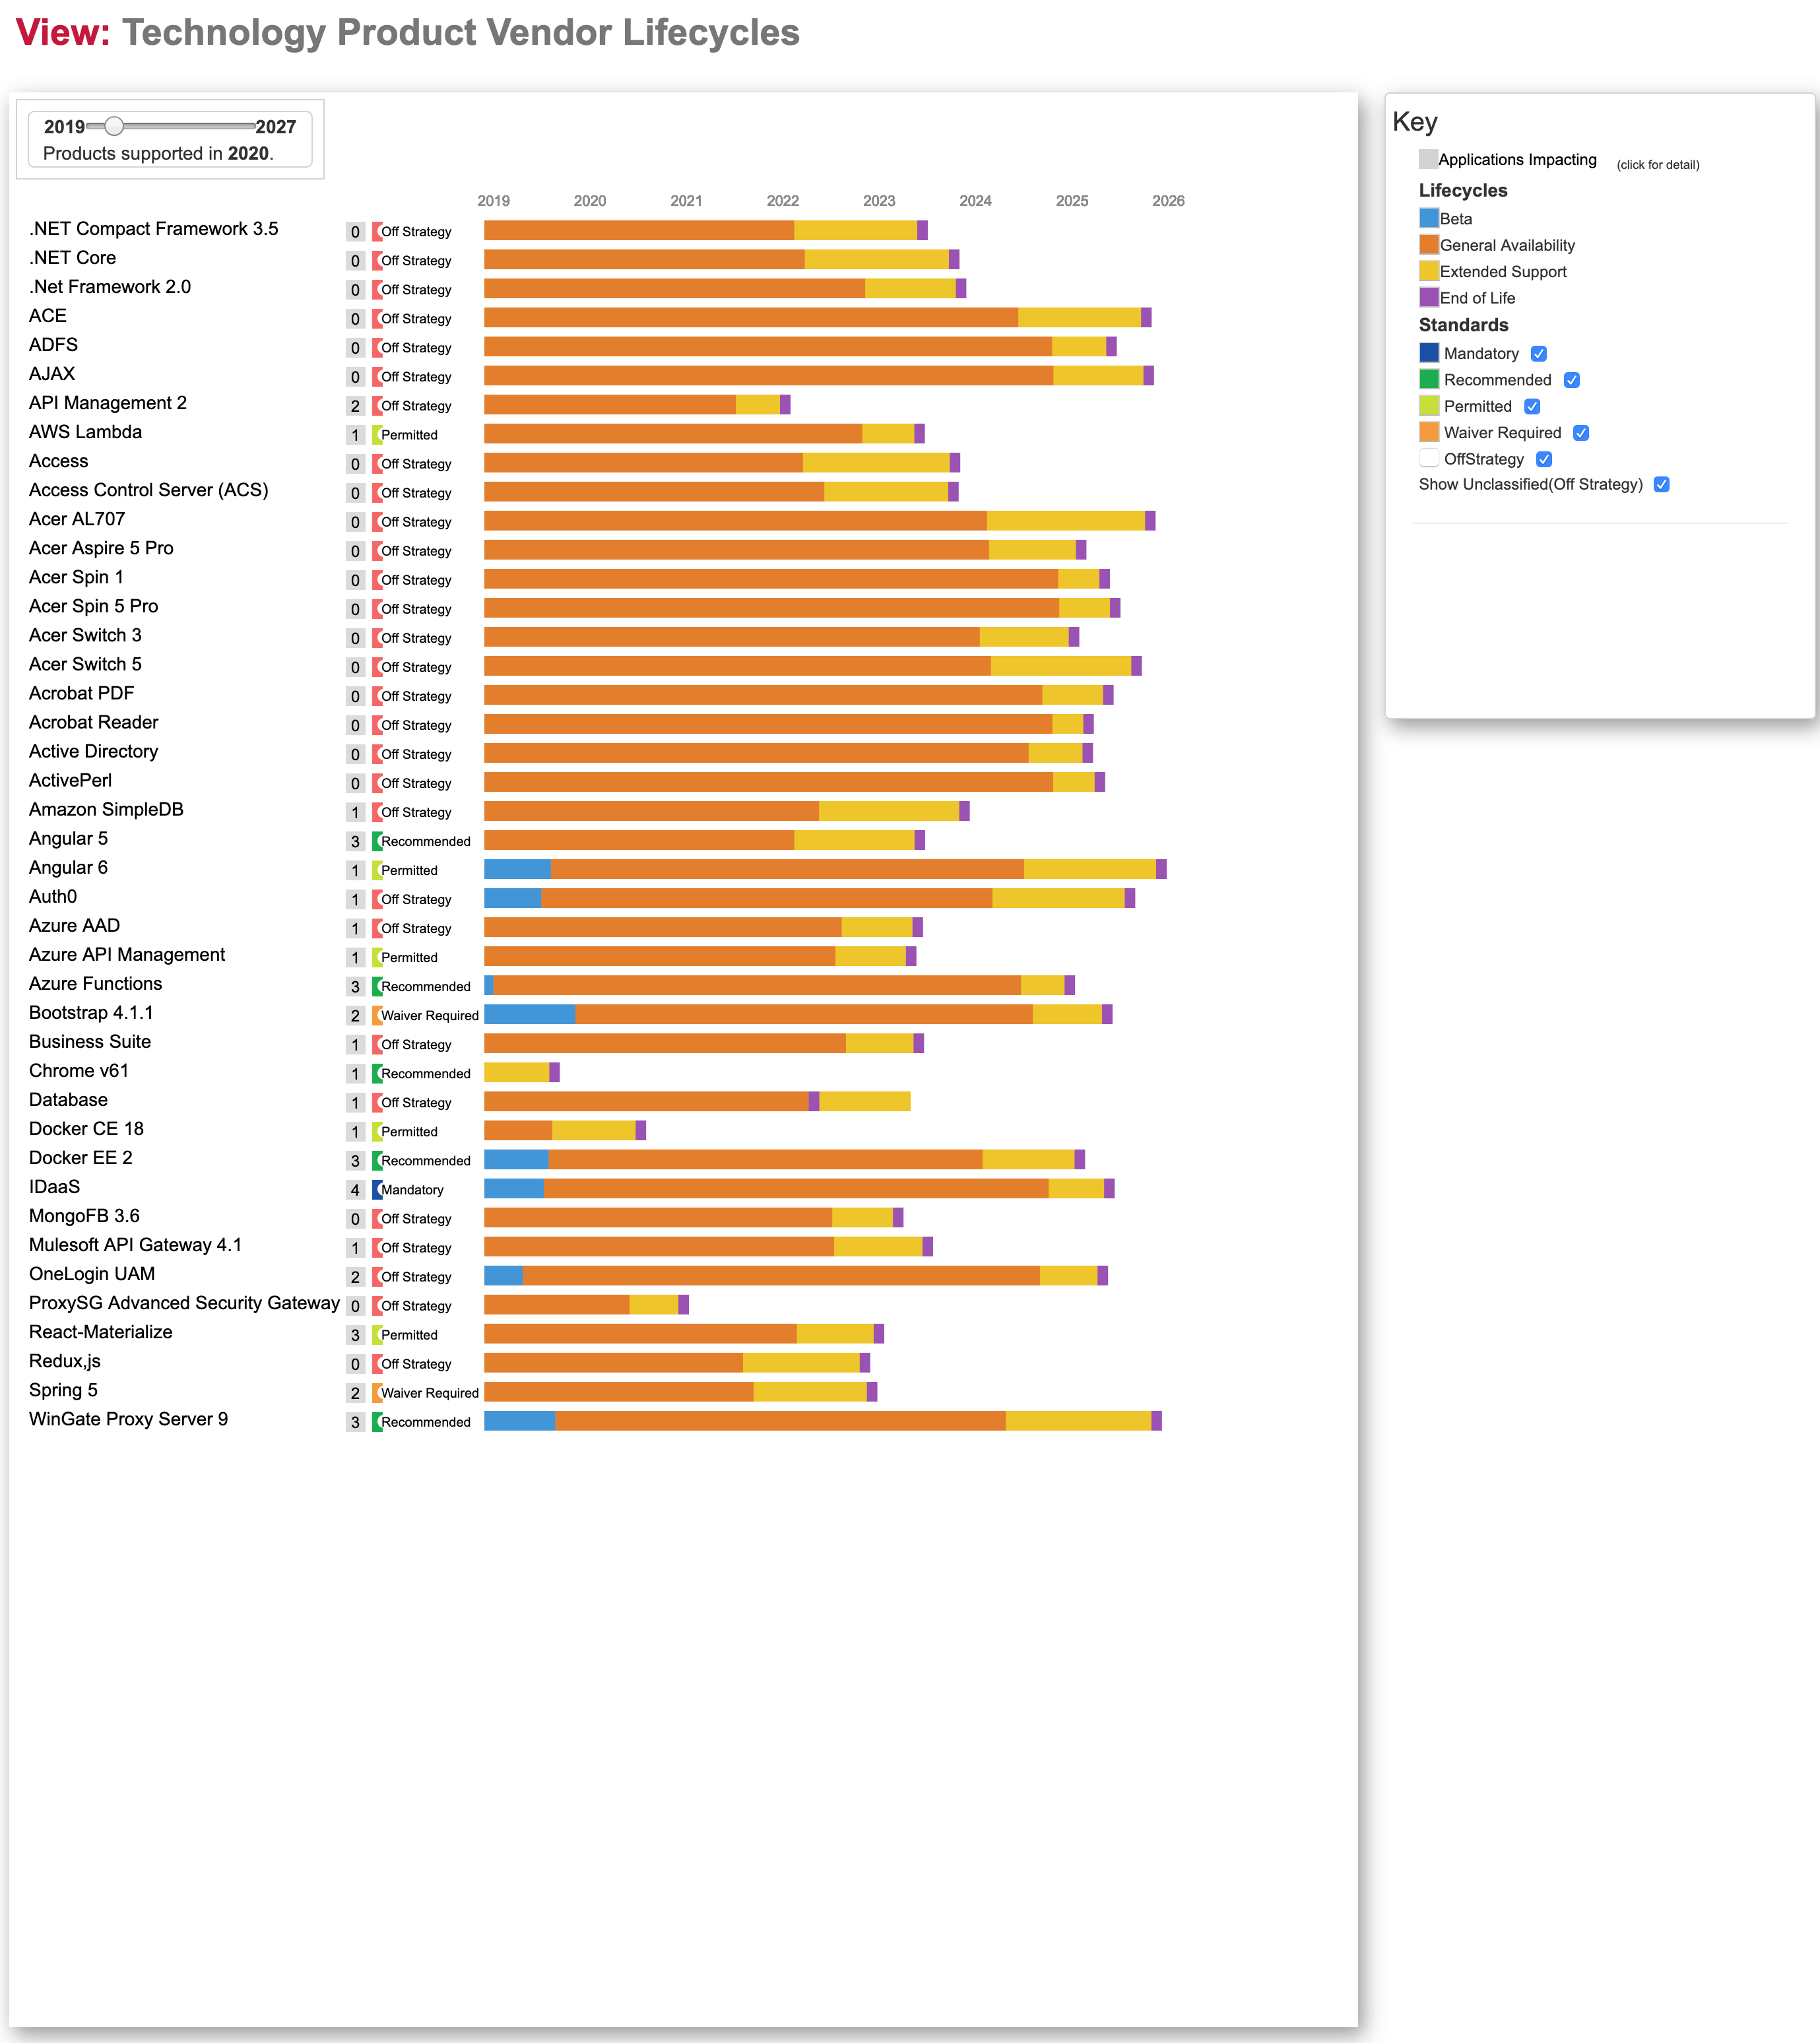 View: Technology Product Vendor Lifecycles
2019 2027
Products supported in 2020.
2019 2020 2021 2022 2023 2024 2025 2026
.NET Compact Framework 3.5 0 Off Strategy
.NET Core 0 Off Strategy
.Net Framework 2.0 0 Off Strategy
ACE 0 Off Strategy
ADFS 0 Off Strategy
AJAX 0 Off Strategy
API Management 2 2 Off Strategy
AWS Lambda 1 Permitted
Access 0 Off Strategy
Access Control Server (ACS) 0 Off Strategy
Acer AL707 0 Off Strategy
Acer Aspire 5 Pro 0 Off Strategy
Acer Spin 1 0 Off Strategy
Acer Spin 5 Pro 0 Off Strategy
Acer Switch 3 0 Off Strategy
Acer Switch 5 0 Off Strategy
Acrobat PDF 0 Off Strategy
Acrobat Reader 0 Off Strategy
Active Directory 0 Off Strategy
ActivePerl 0 Off Strategy
Amazon SimpleDB 1 Off Strategy
Angular 5 3 Recommended
Angular 6 1 Permitted
Auth0 1 Off Strategy
Azure AAD 1 Off Strategy
Azure API Management 1 Permitted
Azure Functions 3 Recommended
Bootstrap 4.1.1 2 Waiver Required
Business Suite 1 Off Strategy
Chrome v61 1 Recommended
Database 1 Off Strategy
Docker CE 18 1 Permitted
Docker EE 2 3 Recommended
IDaaS 4 Mandatory
MongoFB 3.6 0 Off Strategy
Mulesoft API Gateway 4.1 1 Off Strategy
OneLogin UAM 2 Off Strategy
ProxySG Advanced Security Gateway 0 Off Strategy
React-Materialize 3 Permitted
Redux,js 0 Off Strategy
Spring 5 2 Waiver Required
WinGate Proxy Server 9 3 Recommended
Key
Applications Impacting (click for detail)
Lifecycles
Beta
General Availability
Extended Support
End of Life
Standards
Mandatory
Recommended
Permitted
Waiver Required
OffStrategy
Show Unclassified(Off Strategy)